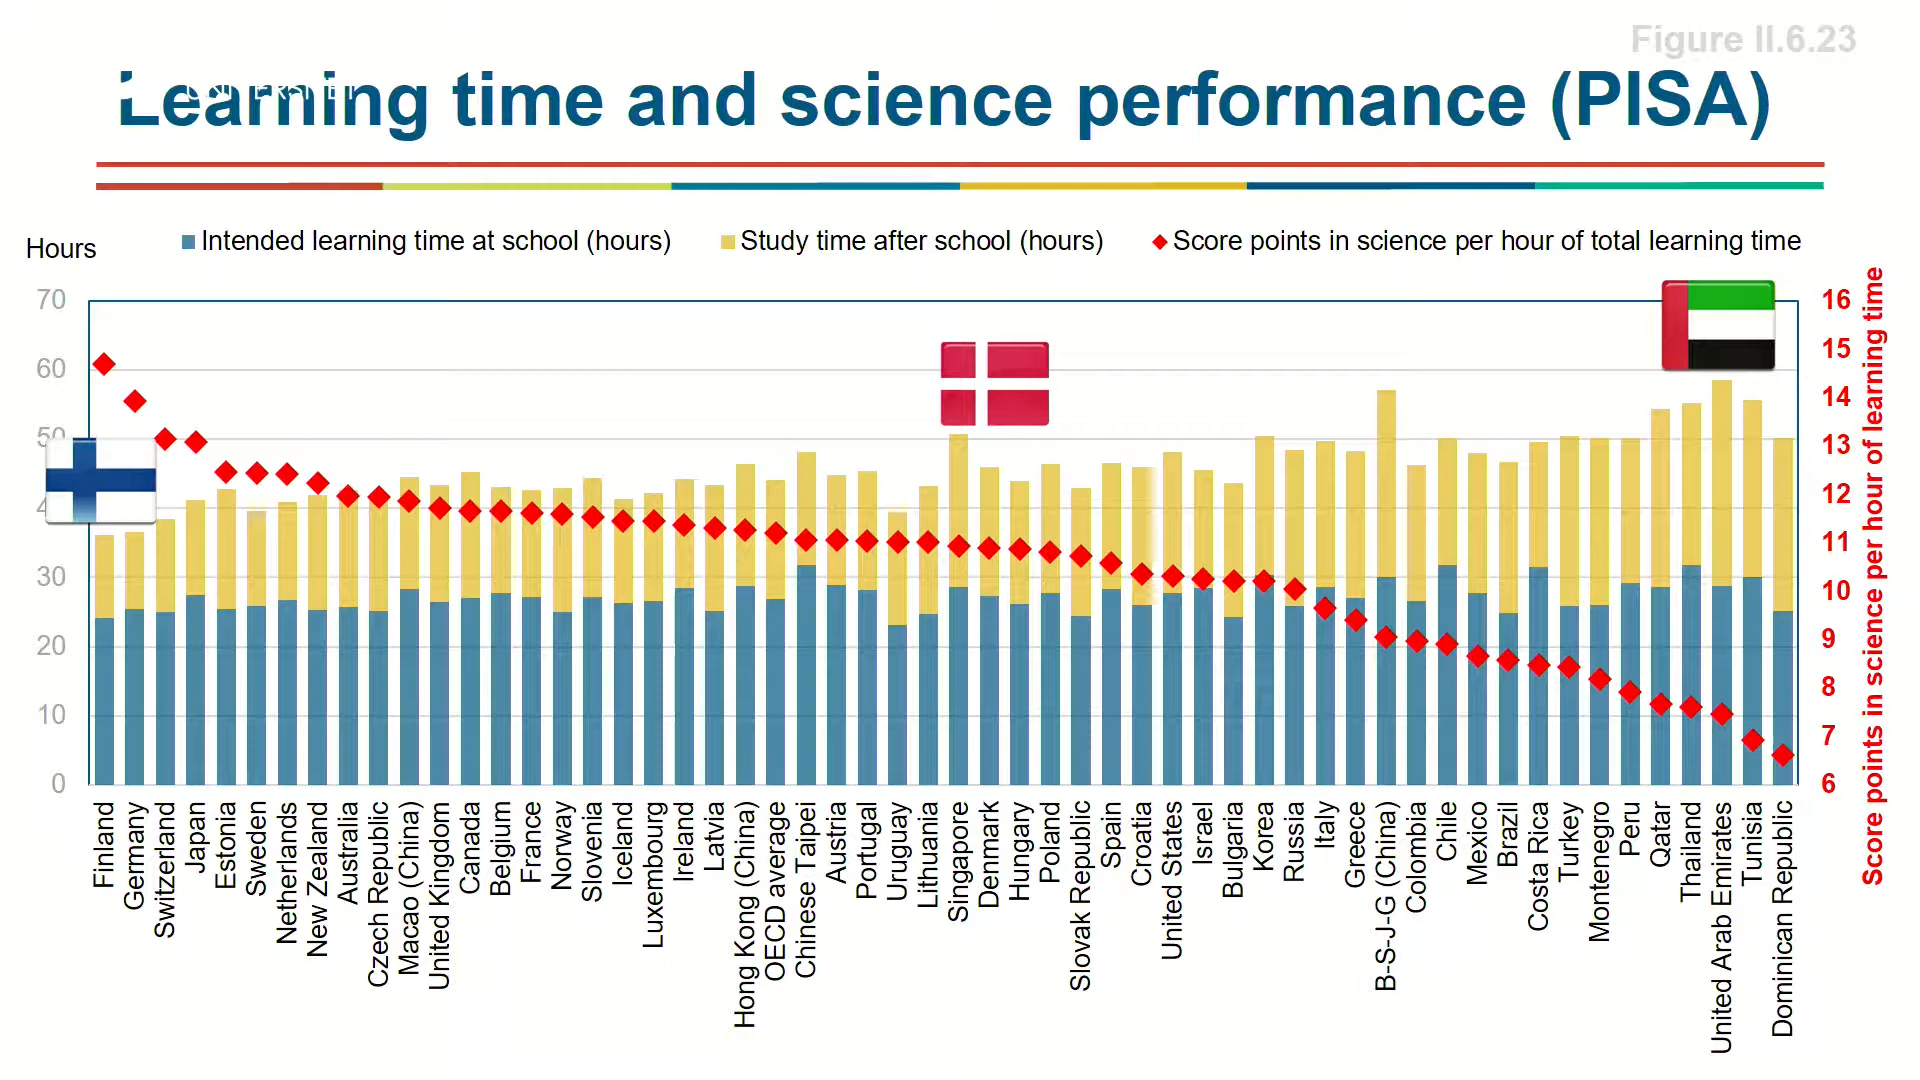 Figure II.6.23
Learning time and science performance (PISA)
Hours
Intended learning time at school (hours)
Study time after school (hours)
Score points in science per hour of total learning time
70
60
50
30
20
10
0
16
15
14
13
12
11
10
9
8
7
6
Score points in science per hour of learning time
Finland
Germany
Switzerland
Japan
Estonia
Sweden
Netherlands
New Zealand
Australia
Czech Republic
Macao (China)
United Kingdom
Canada
Belgium
France
Norway
Slovenia
Iceland
Luxembourg
Ireland
Latvia
Hong Kong (China)
OECD average
Chinese Taipei
Austria
Portugal
Uruguay
Lithuania
Singapore
Denmark
Hungary
Poland
Slovak Republic
Spain
Croatia
United States
Israel
Bulgaria
Korea
Russia
Italy
Greece
B-S-J-G (China)
Colombia
Chile
Mexico
Brazil
Costa Rica
Turkey
Montenegro
Peru
Qatar
Thailand
United Arab Emirates
Tunisia
Dominican Republic